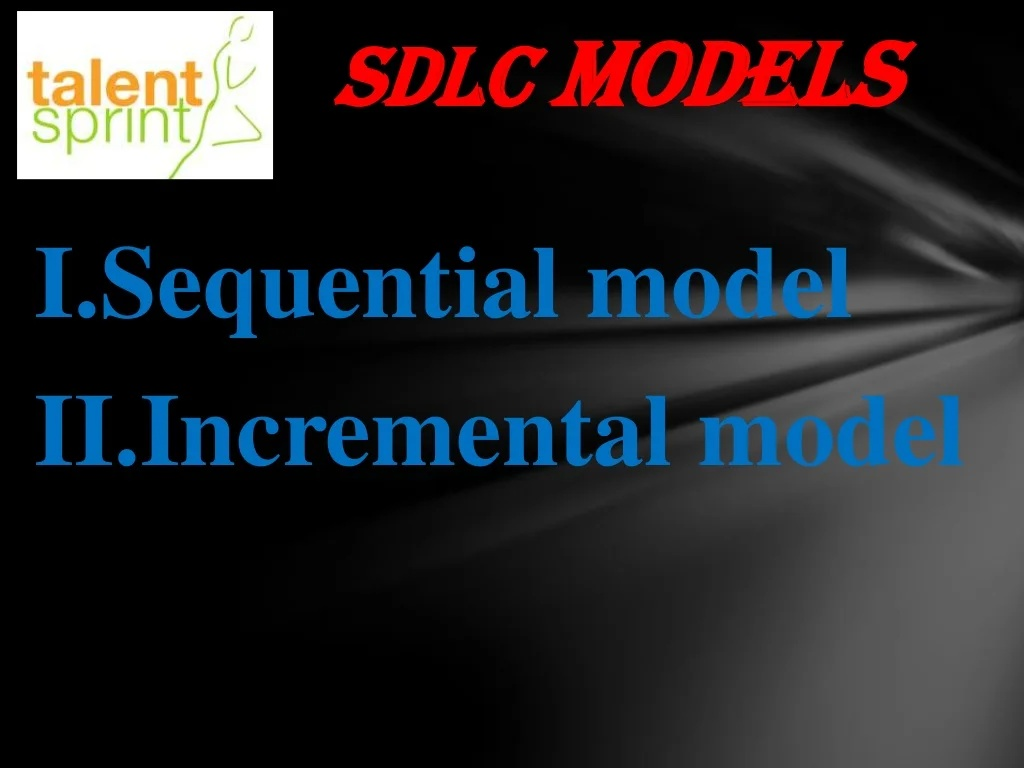 talent
sprint
SDLC MODELS
I.Sequential model
II.Incremental model